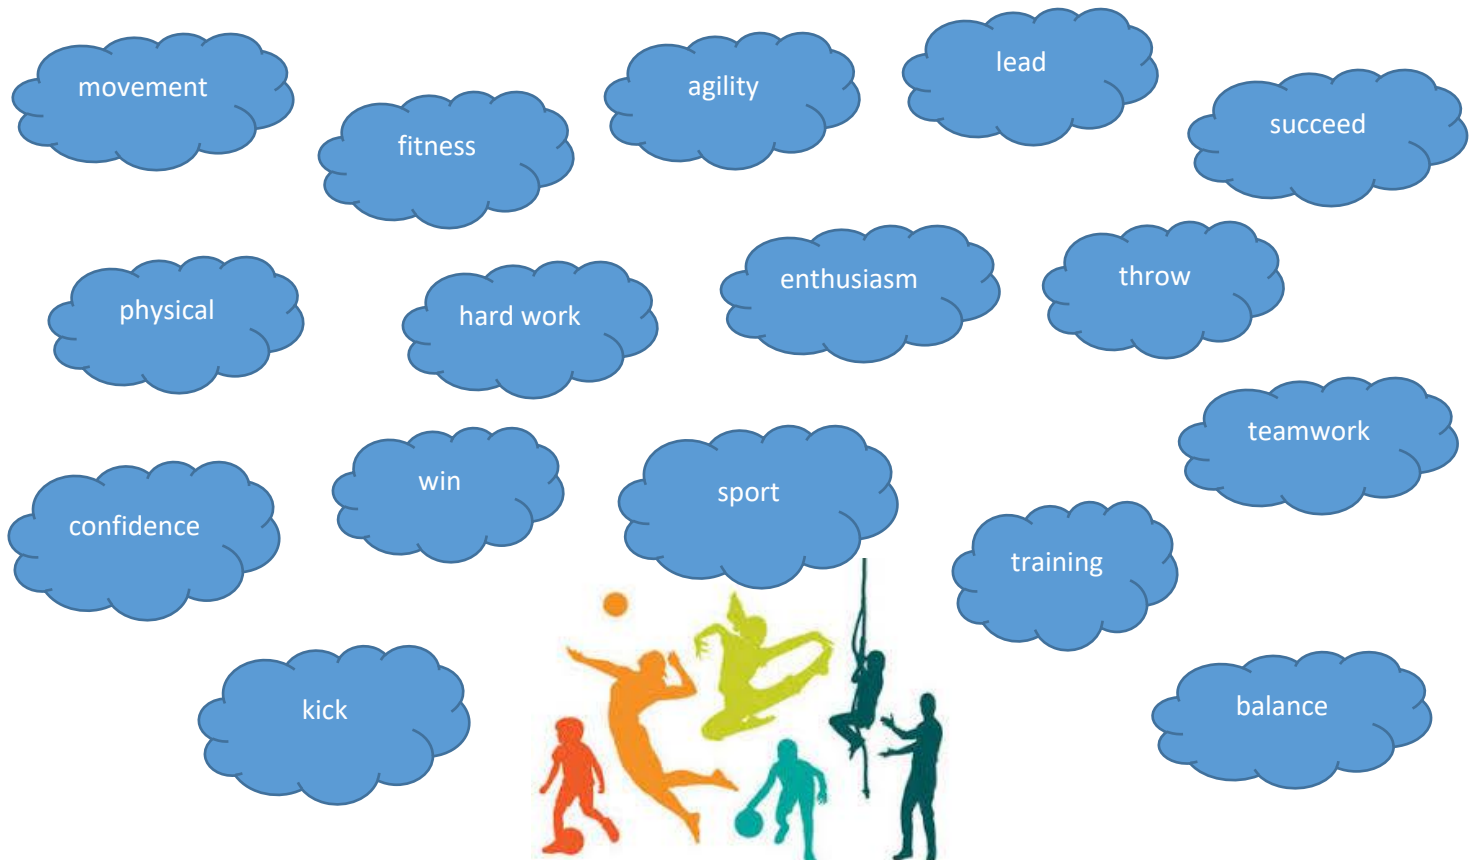 movement
fitness
agility
lead
succeed
physical
hard work
enthusiasm
throw
confidence
win
sport
training
teamwork
kick
balance